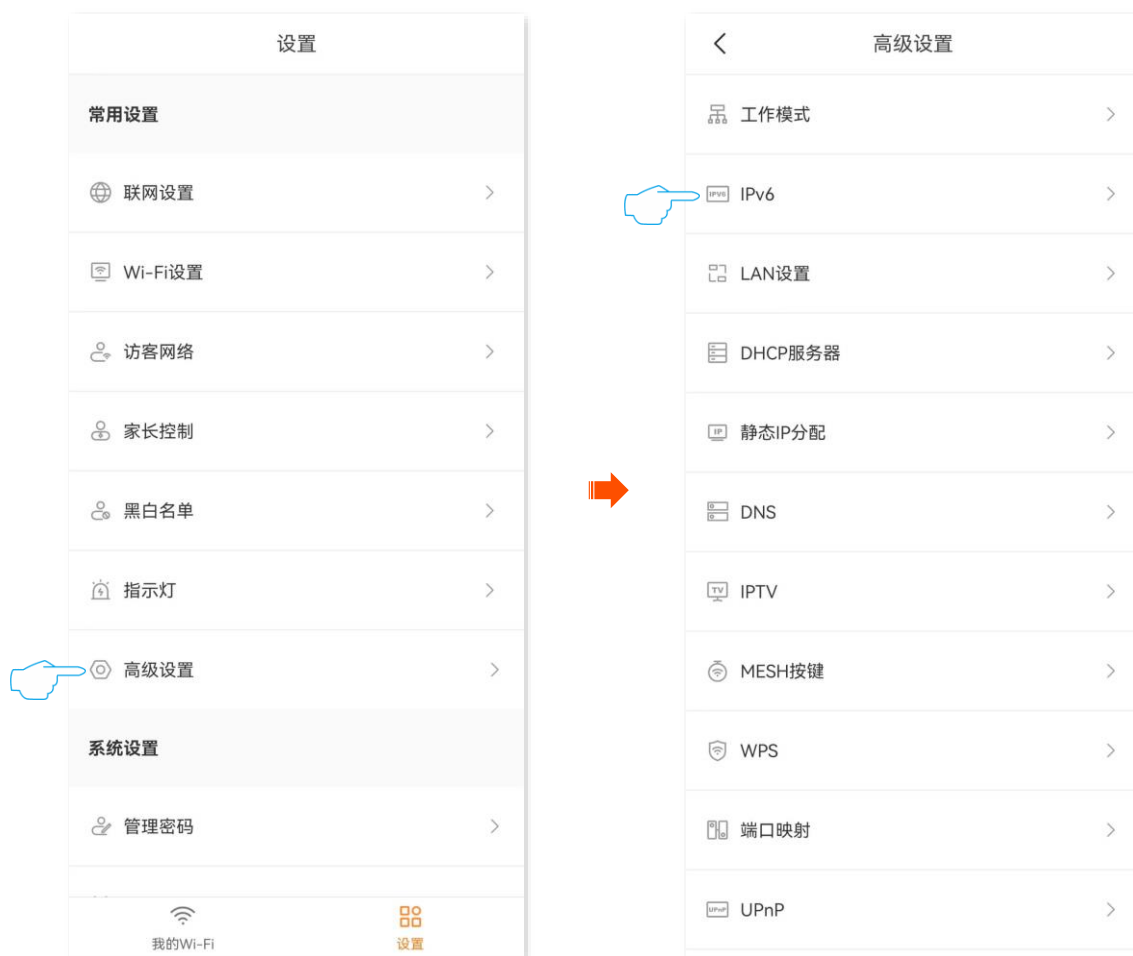 设置
常用设置
联网设置
Wi-Fi设置
访客网络
家长控制
黑白名单
指示灯
高级设置
系统设置
管理密码
我的Wi-Fi
设置
高级设置
工作模式
IPV6
IPv6
LAN设置
DHCP服务器
IP
静态IP分配
DNS
TV
IPTV
MESH按键
WPS
端口映射
UPnP
UPnP